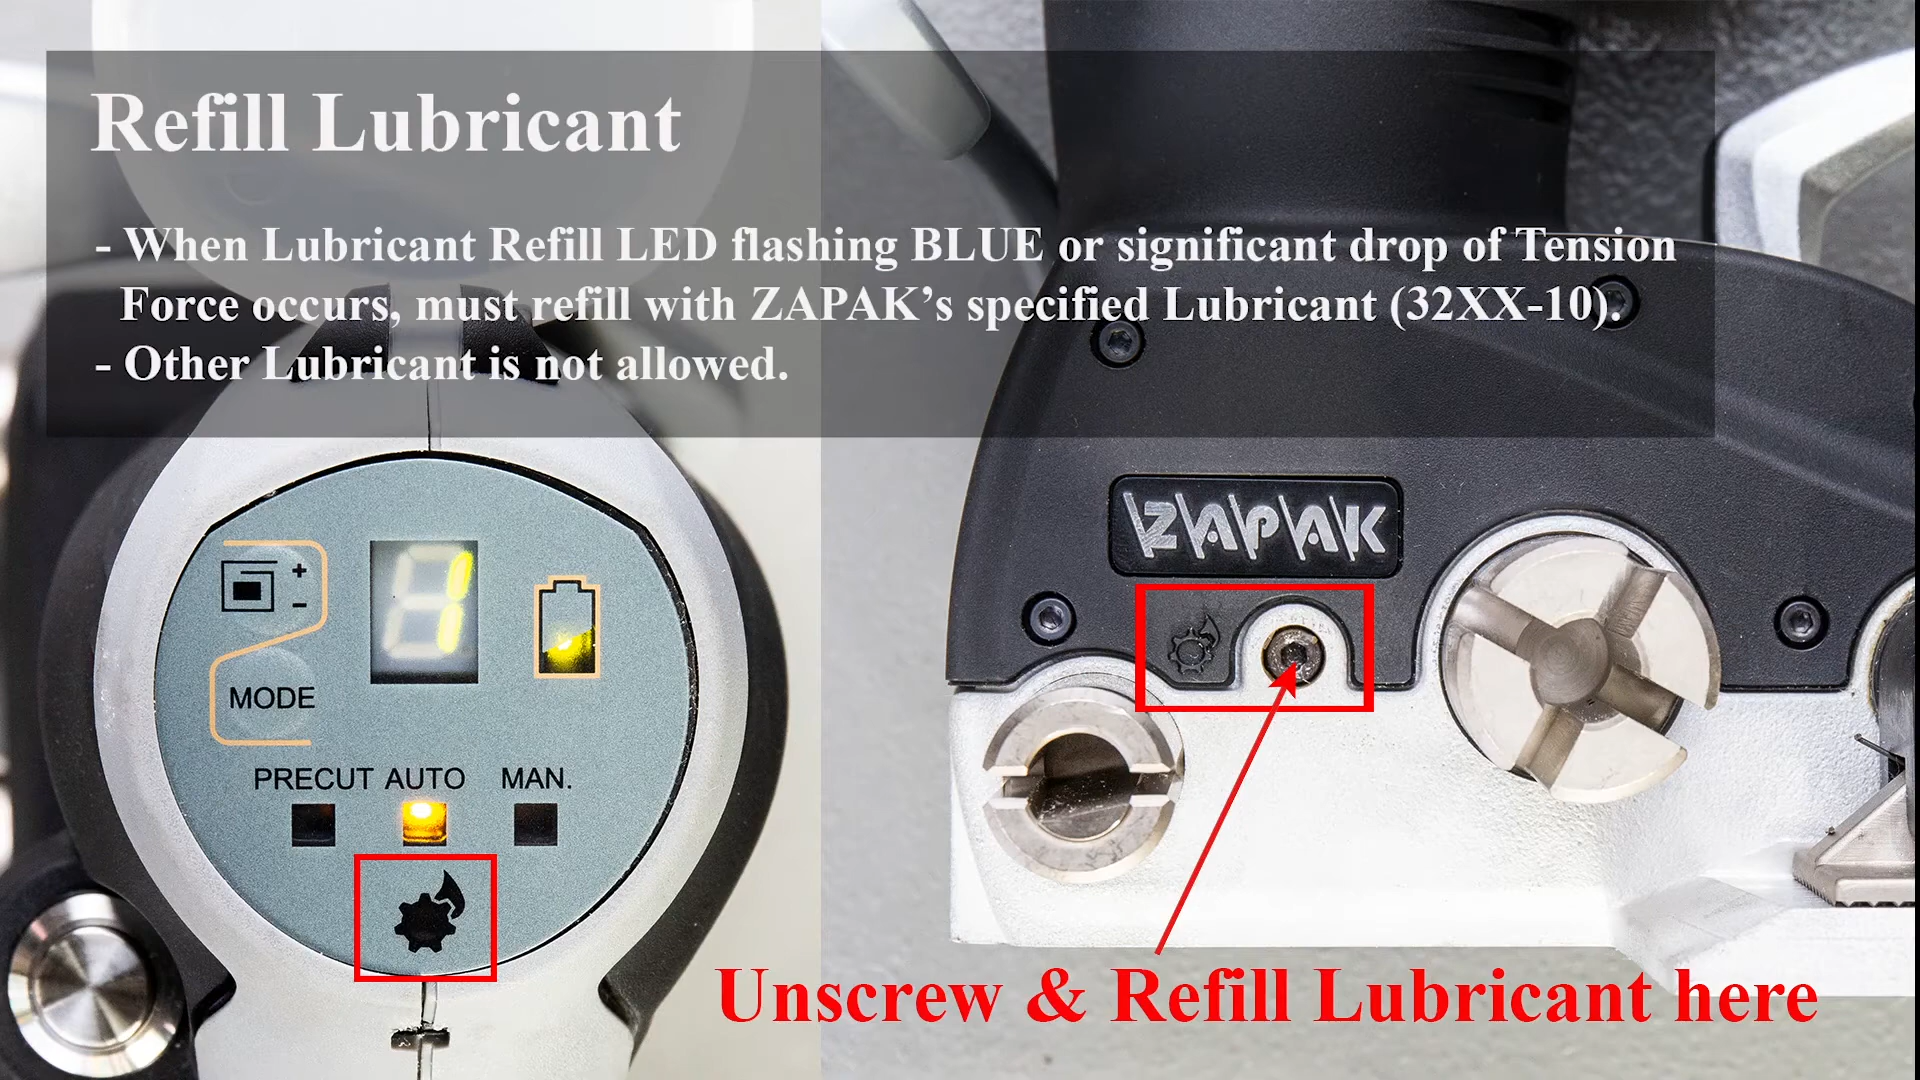 Refill Lubricant
- When Lubricant Refill LED flashing BLUE or significant drop of Tension
Force occurs, must refill with ZAPAK’s specified Lubricant (32XX-10).
- Other Lubricant is not allowed.
ZAPAK
+
-
1
MODE
PRECUT AUTO MAN.
Unscrew & Refill Lubricant here